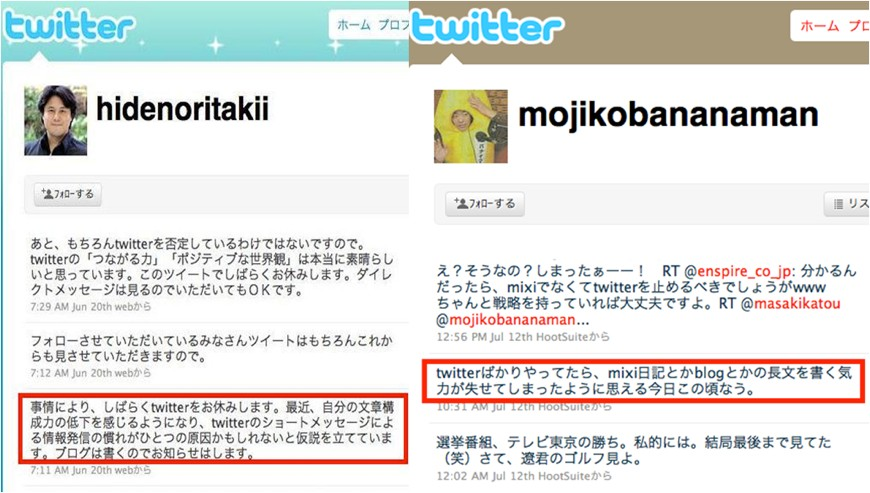 twitter
ホーム プロフ
hidenoritakii
フォローする
あと、もちろんtwitterを否定しているわけではないですので。
twitterの「つながる力」「ポジティブな世界観」は本当に素晴らし
いと思っています。このツイートでしばらくお休みします。ダイレ
クトメッセージは見るのでいただいてもＯＫです。
7:29 AM Jun 20th webから
フォローさせていただいているみなさんツイートはもちろんこれか
らも見させていただきますので。
7:12 AM Jun 20th webから
事情により、しばらくtwitterをお休みします。最近、自分の文章構
成力の低下を感じるようになり、twitterのショートメッセージによ
る情報発信の慣れがひとつの原因かもしれないと仮説を立てていま
す。ブログは書くのでお知らせはします。
7:11 AM Jun 20th webから
twitter
ホーム プロ
mojikobananaman
フォローする
リス
え？そうなの？しまったぁーー！ RT @enspire_co_jp: 分かるん
だったら、mixiでなくてtwitterを止めるべきでしょうがwww
ちゃんと戦略を持っていれば大丈夫ですよ。RT @masakikatou
@mojikobananaman...
12:56 PM Jul 12th HootSuiteから
twitterばかりやってたら、mixi日記とかblogとかの長文を書く気
力が失せてしまったように思える今日この頃なう。
10:31 AM Jul 12th HootSuiteから
選挙番組、テレビ東京の勝ち。私的には。結局最後まで見てた
（笑）さて、遼君のゴルフ見よ。
12:02 AM Jul 12th HootSuiteから